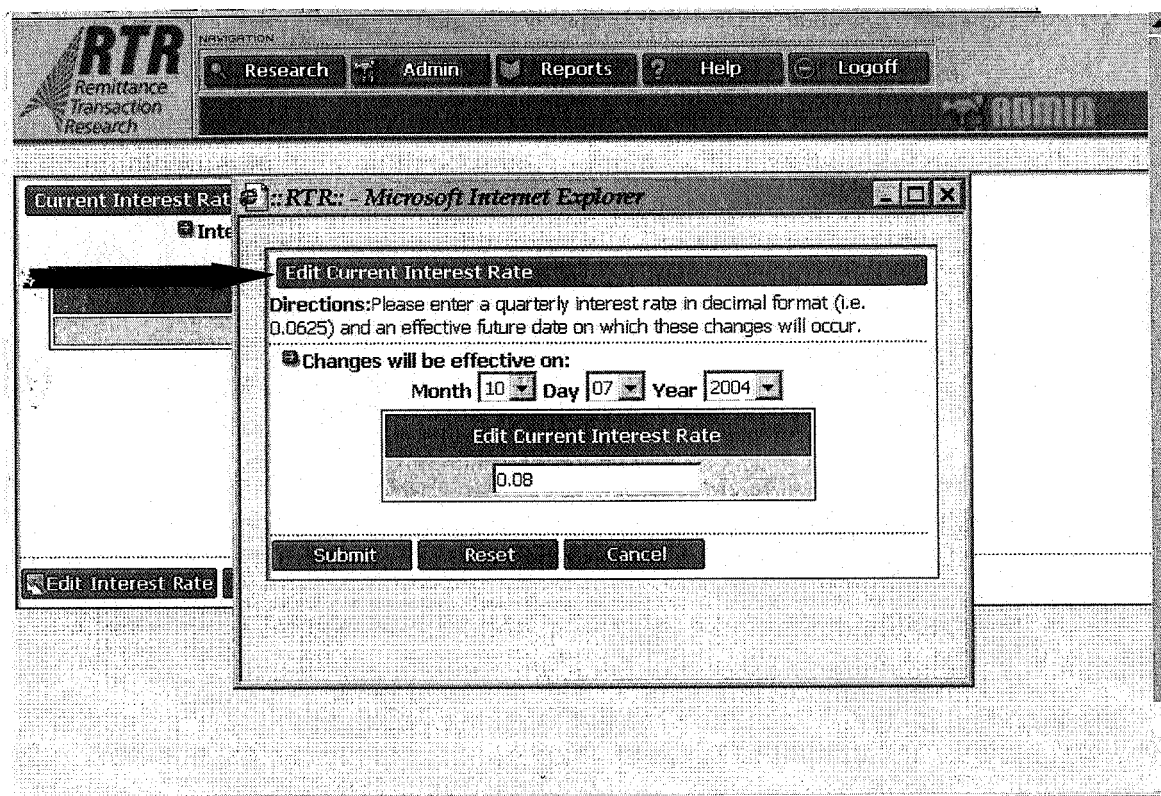 RTR
Remittance
Transaction
Research
NAVIGATION
Research Admin Reports Help Logoff
ADMIN
Current Interest Rat
Inte
::RTR:: - Microsoft Internet Explorer
Edit Current Interest Rate
Directions:Please enter a quarterly interest rate in decimal format (i.e.
0.0625) and an effective future date on which these changes will occur.
Changes will be effective on:
Month 10 Day 07 Year 2004
Edit Current Interest Rate
0.08
Submit Reset Cancel
Edit Interest Rate